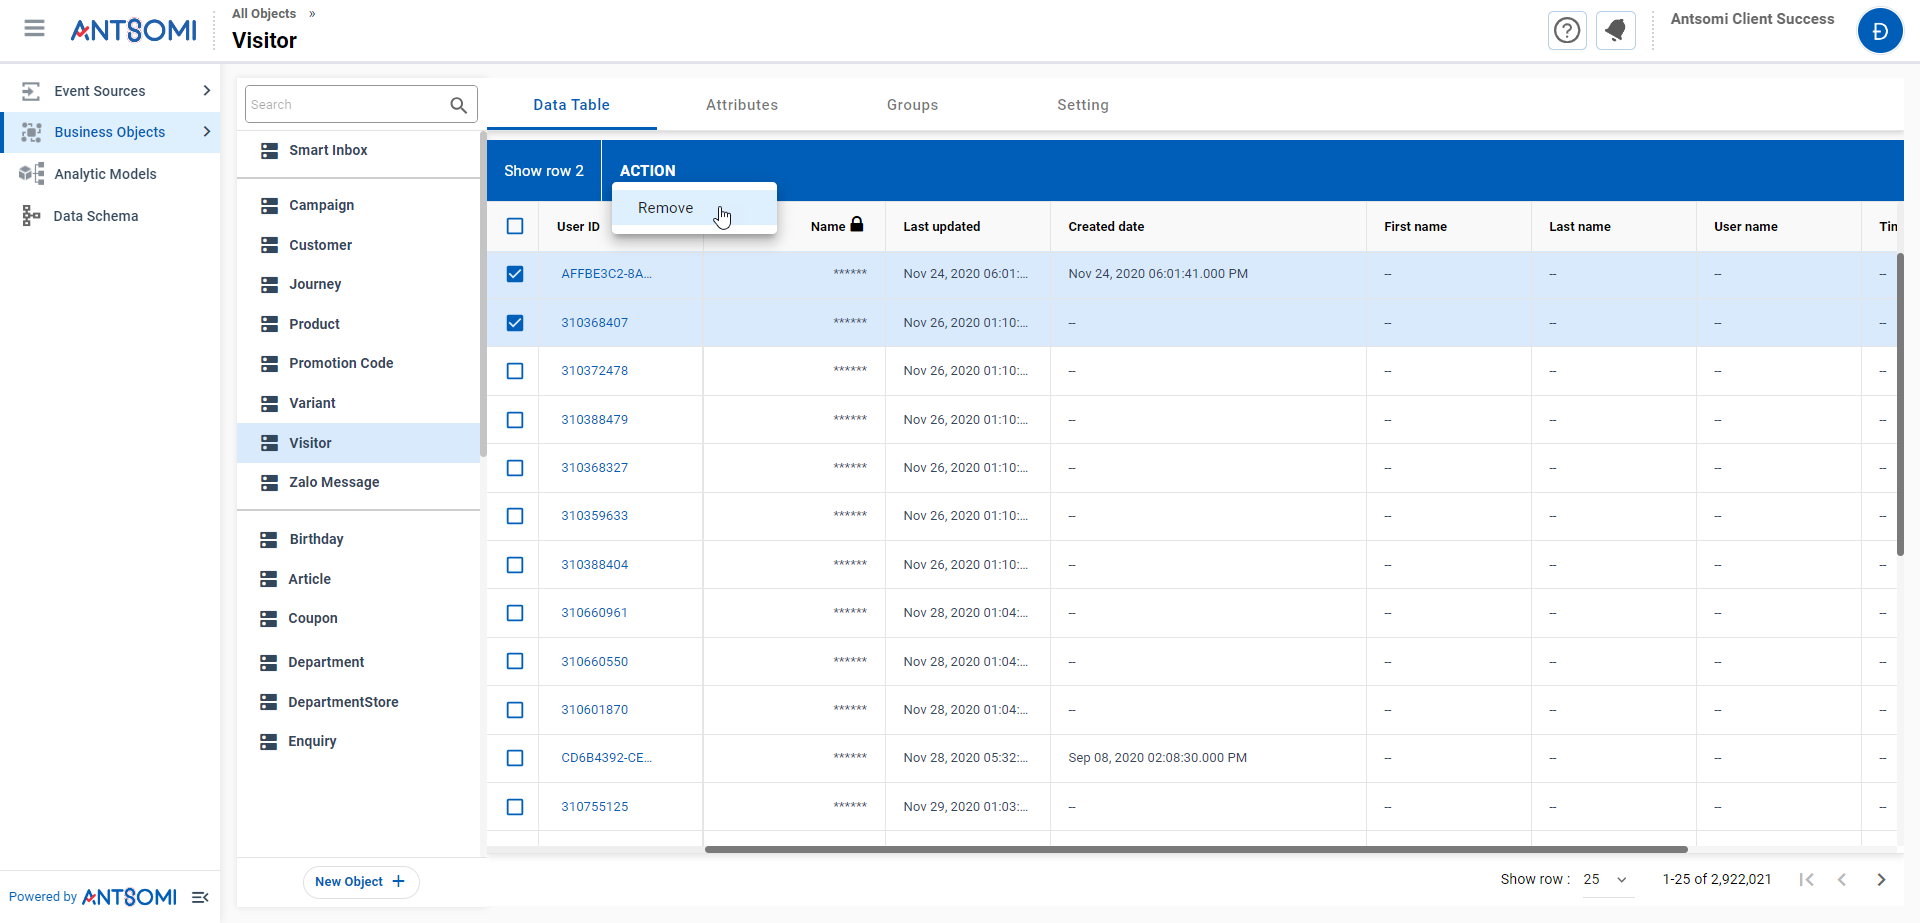 ANTSOMI
All Objects »
Visitor
Antsomi Client Success
Đ
Event Sources
Business Objects
Analytic Models
Data Schema
Search
Smart Inbox
Campaign
Customer
Journey
Product
Promotion Code
Variant
Visitor
Zalo Message
Birthday
Article
Coupon
Department
DepartmentStore
Enquiry
New Object +
Powered by ANTSOMI
Data Table Attributes Groups Setting
Show row 2 ACTION
Remove
User ID Name Last updated Created date First name Last name User name Tin
AFFBE3C2-8A... ****** Nov 24, 2020 06:01:... Nov 24, 2020 06:01:41.000 PM -- -- -- --
310368407 ****** Nov 26, 2020 01:10:... -- -- -- -- --
310372478 ****** Nov 26, 2020 01:10:... -- -- -- -- --
310388479 ****** Nov 26, 2020 01:10:... -- -- -- -- --
310368327 ****** Nov 26, 2020 01:10:... -- -- -- -- --
310359633 ****** Nov 26, 2020 01:10:... -- -- -- -- --
310388404 ****** Nov 26, 2020 01:10:... -- -- -- -- --
310660961 ****** Nov 28, 2020 01:04:... -- -- -- -- --
310660550 ****** Nov 28, 2020 01:04:... -- -- -- -- --
310601870 ****** Nov 28, 2020 01:04:... -- -- -- -- --
CD6B4392-CE... ****** Nov 28, 2020 05:32:... Sep 08, 2020 02:08:30.000 PM -- -- -- --
310755125 ****** Nov 29, 2020 01:03:... -- -- -- -- --
Show row : 25 1-25 of 2,922,021